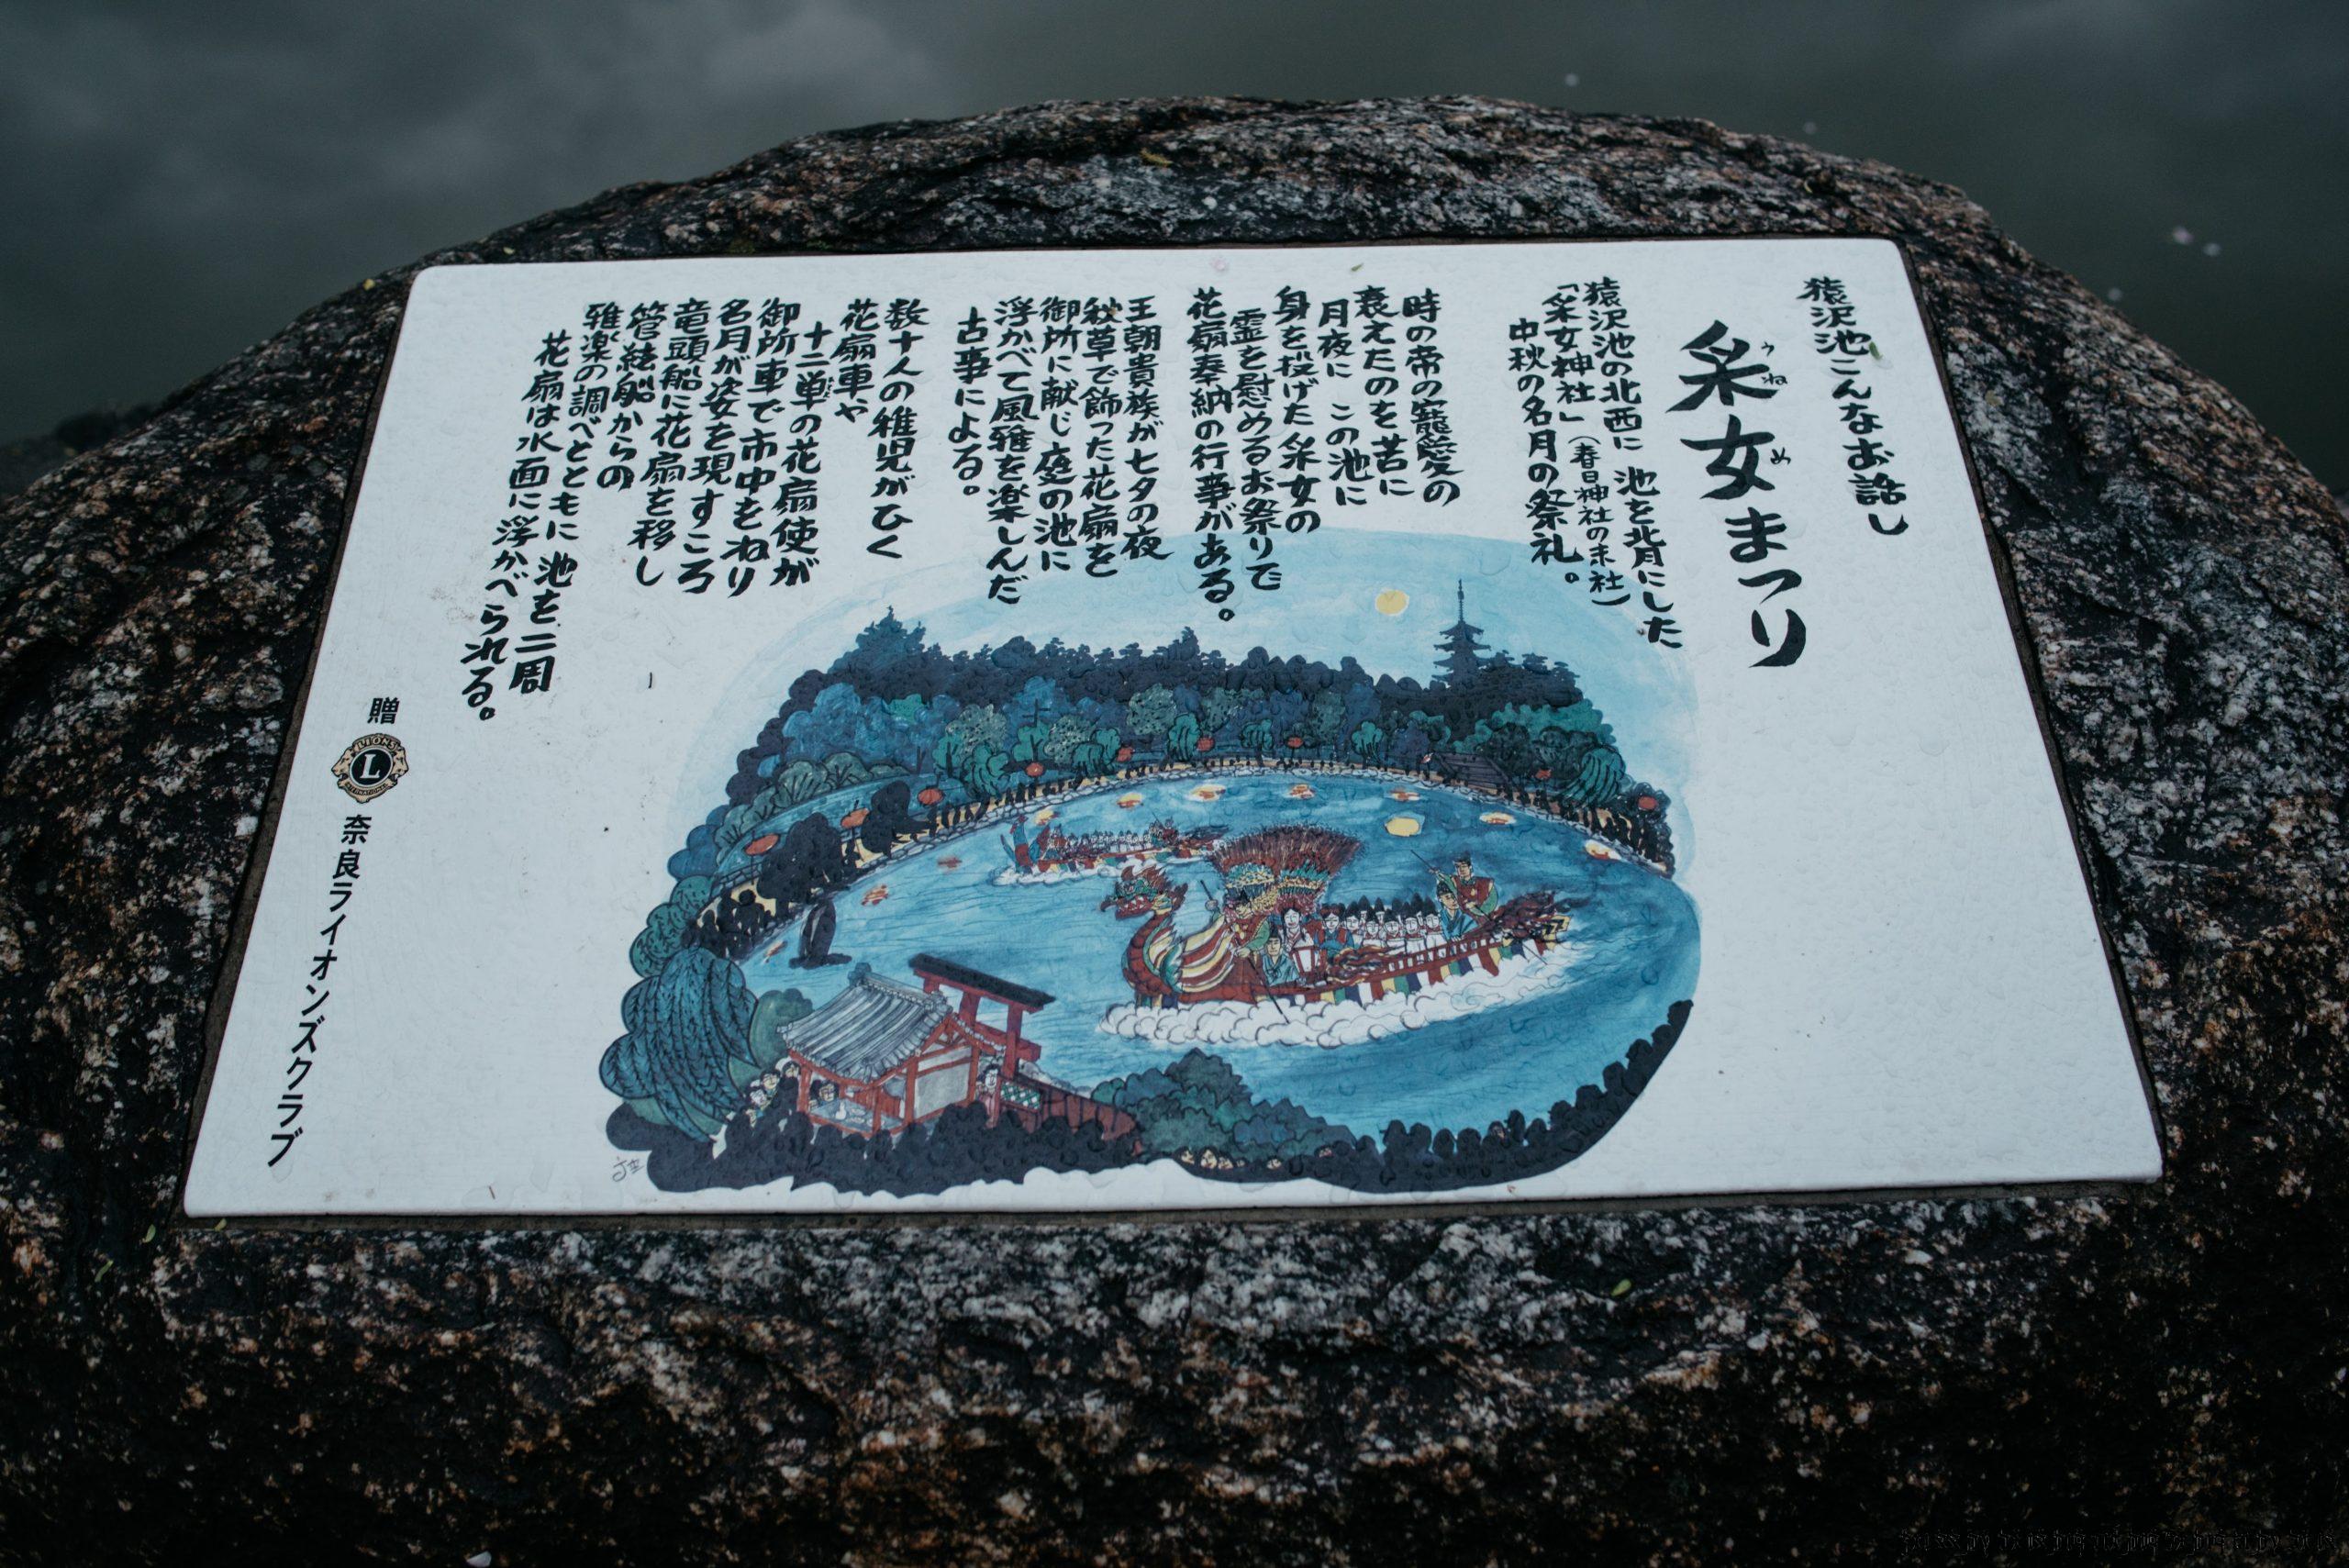 猿沢池こんなお話し
采女まつり
うねめ
猿沢池の北西に 池を背にした
「采女神社」(春日神社の末社)
中秋の名月の祭礼。
時の帝の寵愛の
衰えたのを苦に
月夜に この池に
身を投げた采女の
霊を慰めるお祭りで
花扇奉納の行事がある。
王朝貴族が七夕の夜
秋草で飾った花扇を
御所に献じ庭の池に
浮かべて風雅を楽しんだ
古事による。
数十人の稚児がひく
花扇車や
十二単の花扇使が
御所車で市中をねり
名月が姿を現すころ
竜頭船に花扇を移し
管絃船からの
雅楽の調べとともに 池を二周
花扇は水面に浮かべられる。
贈
LIONS
L
INTERNATIONAL
奈良ライオンズクラブ